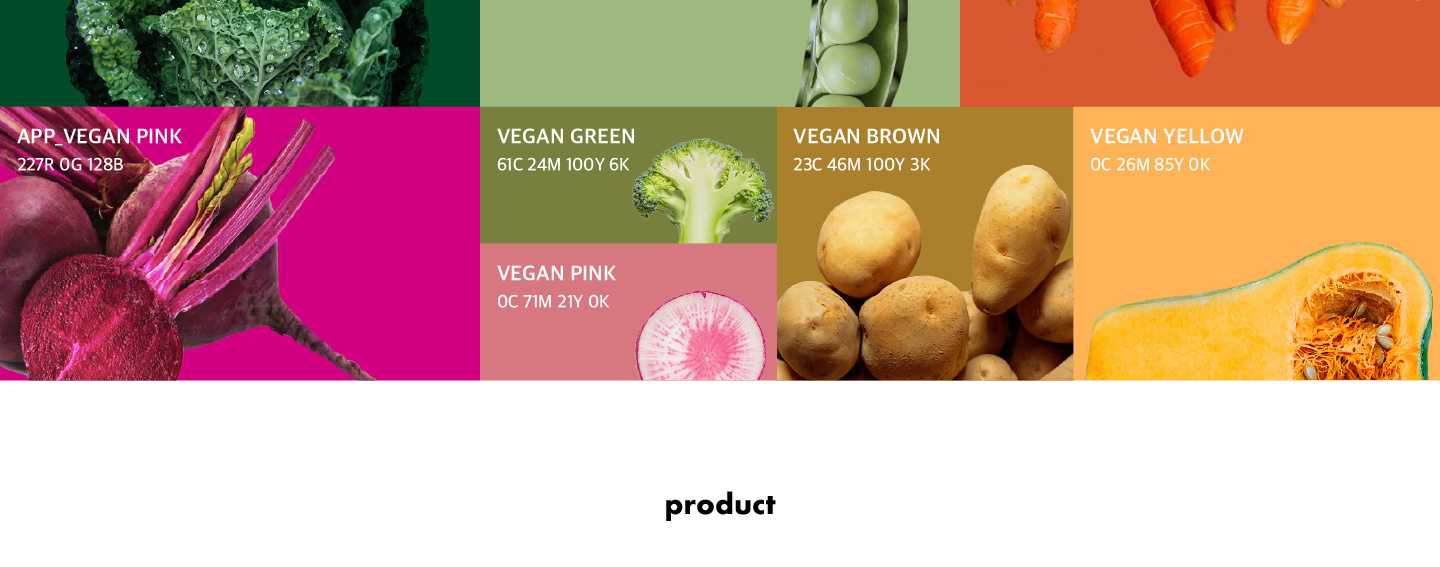 APP_VEGAN PINK
227R 0G 128B
VEGAN GREEN
61C 24M 100Y 6K
VEGAN PINK
0C 71M 21Y 0K
VEGAN BROWN
23C 46M 100Y 3K
VEGAN YELLOW
0C 26M 85Y 0K
product